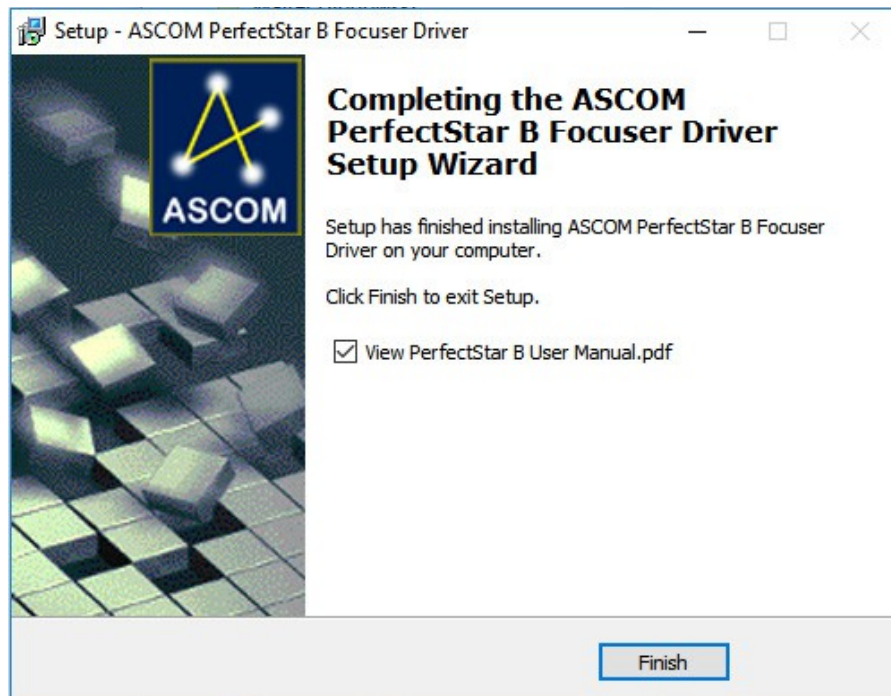 Setup - ASCOM PerfectStar B Focuser Driver
ASCOM
Completing the ASCOM
PerfectStar B Focuser Driver
Setup Wizard
Setup has finished installing ASCOM PerfectStar B Focuser
Driver on your computer.
Click Finish to exit Setup.
View PerfectStar B User Manual.pdf
Finish